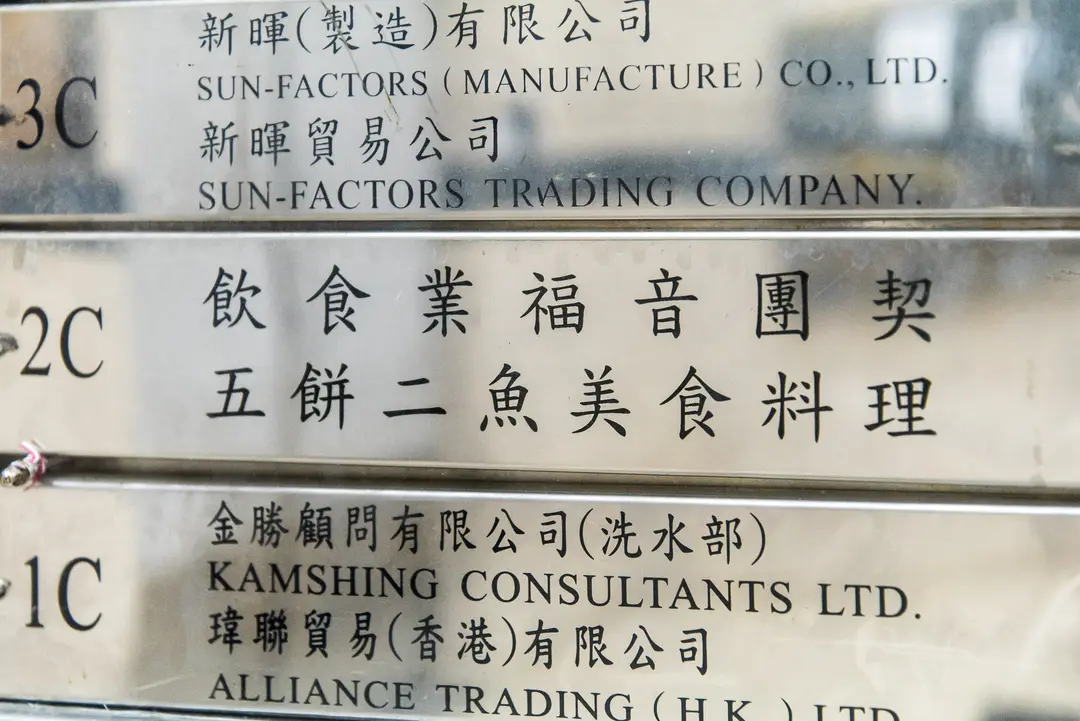 3C
新暉(製造)有限公司
SUN-FACTORS (MANUFACTURE) CO., LTD.
新暉貿易公司
SUN-FACTORS TRADING COMPANY.
2C
飲食業福音團契
五餅二魚美食料理
1C
金勝顧問有限公司(洗水部)
KAMSHING CONSULTANTS LTD.
瑋聯貿易(香港)有限公司
ALLIANCE TRADING (H.K.) LTD.